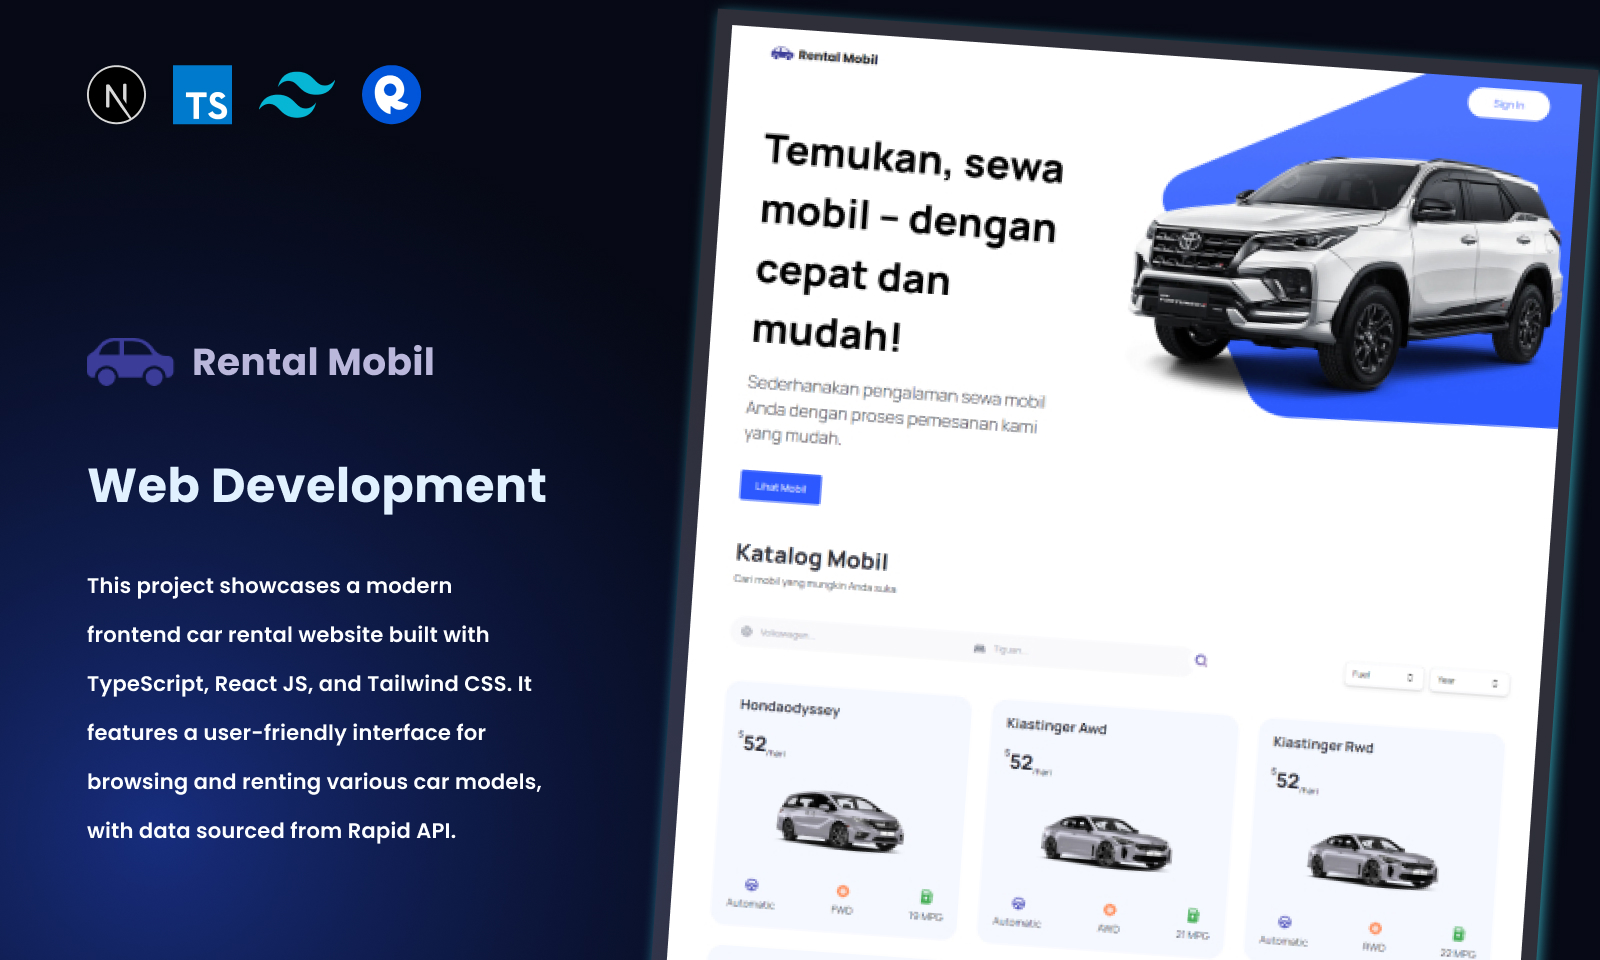 N
TS
Rental Mobil
Web Development
This project showcases a modern
frontend car rental website built with
TypeScript, React JS, and Tailwind CSS. It
features a user-friendly interface for
browsing and renting various car models,
with data sourced from Rapid API.
Rental Mobil
Sign In
Temukan, sewa
mobil – dengan
cepat dan
mudah!
Sederhanakan pengalaman sewa mobil
Anda dengan proses pemesanan kami
yang mudah.
Lihat Mobil
Katalog Mobil
Cari mobil yang mungkin Anda suka
Volkswagen...
Tiguan...
Fuel
Year
Hondaodyssey
$52/hari
Automatic
FWD
19 MPG
Kiastinger Awd
$52/hari
Automatic
AWD
21 MPG
Kiastinger Rwd
$52/hari
Automatic
RWD
22 MPG